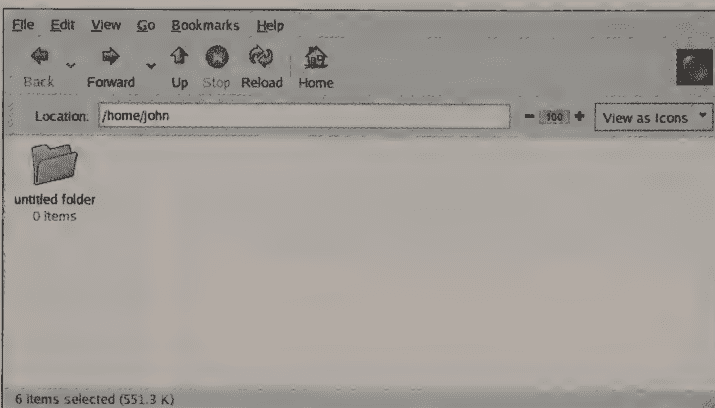 File Edit View Go Bookmarks Help
Back Forward Up Stop Reload Home
Location: /home/john 100 View as Icons
untitled folder
0 items
6 items selected (551.3 K)